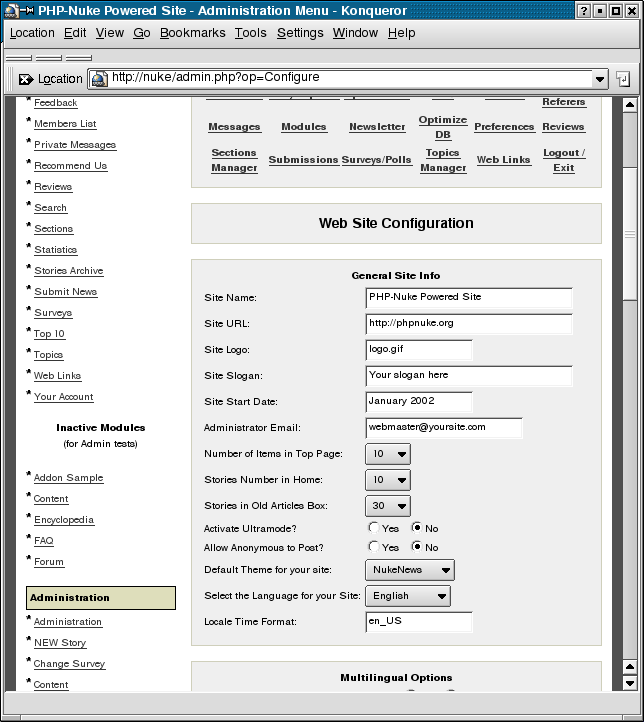 PHP-Nuke Powered Site - Administration Menu - Konqueror
Location Edit View Go Bookmarks Tools Settings Window Help
Location http://nuke/admin.php?op=Configure
* Feedback
* Members List
* Private Messages
* Recommend Us
* Reviews
* Search
* Sections
* Statistics
* Stories Archive
* Submit News
* Surveys
* Top 10
* Topics
* Web Links
* Your Account
Inactive Modules
(for Admin tests)
* Addon Sample
* Content
* Encyclopedia
* FAQ
* Forum
Administration
* Administration
* NEW Story
* Change Survey
* Content
Referers
Messages Modules Newsletter Optimize DB Preferences Reviews
Sections Manager Submissions Surveys/Polls Topics Manager Web Links Logout / Exit
Web Site Configuration
General Site Info
Site Name: PHP-Nuke Powered Site
Site URL: http://phpnuke.org
Site Logo: logo.gif
Site Slogan: Your slogan here
Site Start Date: January 2002
Administrator Email: webmaster@yoursite.com
Number of Items in Top Page: 10
Stories Number in Home: 10
Stories in Old Articles Box: 30
Activate Ultramode? Yes No
Allow Anonymous to Post? Yes No
Default Theme for your site: NukeNews
Select the Language for your Site: English
Locale Time Format: en_US
Multilingual Options